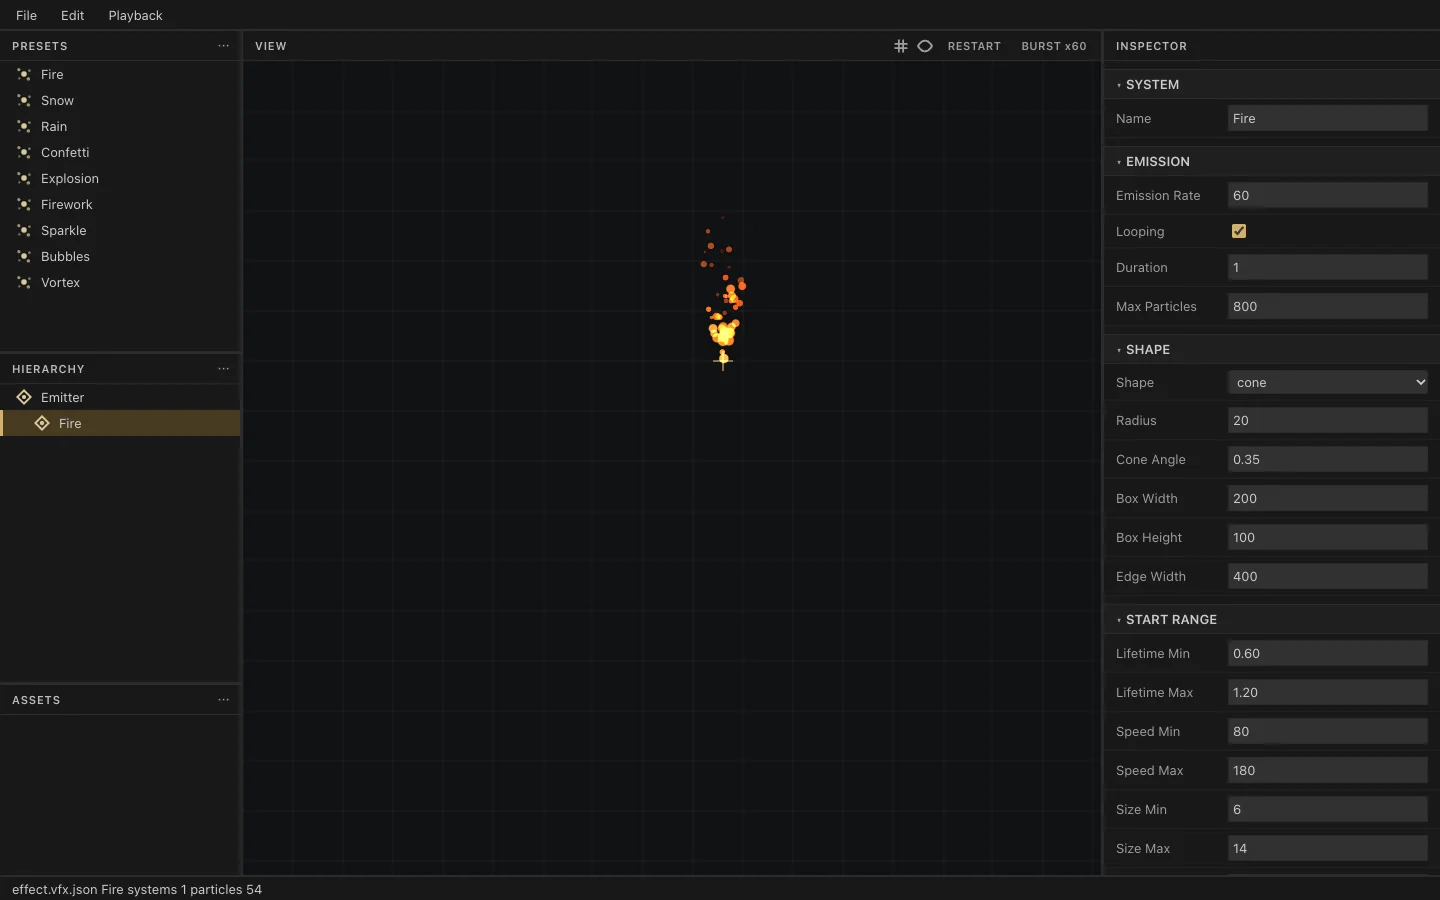 File Edit Playback
PRESETS ...
Fire
Snow
Rain
Confetti
Explosion
Firework
Sparkle
Bubbles
Vortex
HIERARCHY ...
Emitter
Fire
ASSETS ...
VIEW RESTART BURST x60
INSPECTOR
SYSTEM
Name Fire
EMISSION
Emission Rate 60
Looping
Duration 1
Max Particles 800
SHAPE
Shape cone
Radius 20
Cone Angle 0.35
Box Width 200
Box Height 100
Edge Width 400
START RANGE
Lifetime Min 0.60
Lifetime Max 1.20
Speed Min 80
Speed Max 180
Size Min 6
Size Max 14
effect.vfx.json Fire systems 1 particles 54